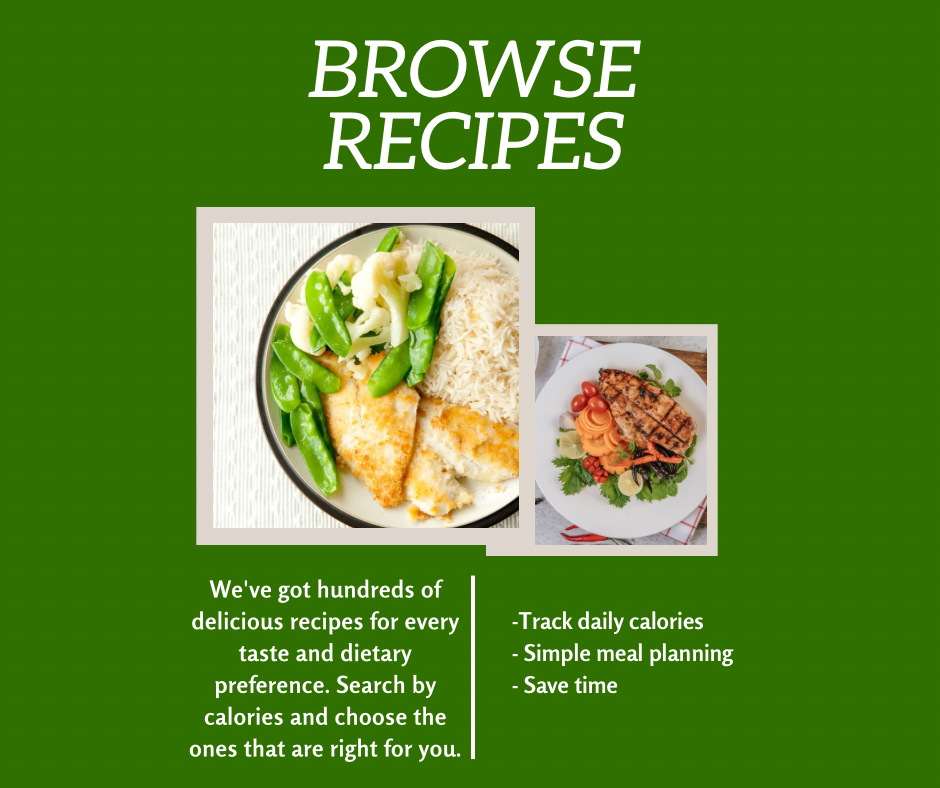 BROWSE
RECIPES
We've got hundreds of
delicious recipes for every
taste and dietary
preference. Search by
calories and choose the
ones that are right for you.
-Track daily calories
- Simple meal planning
- Save time